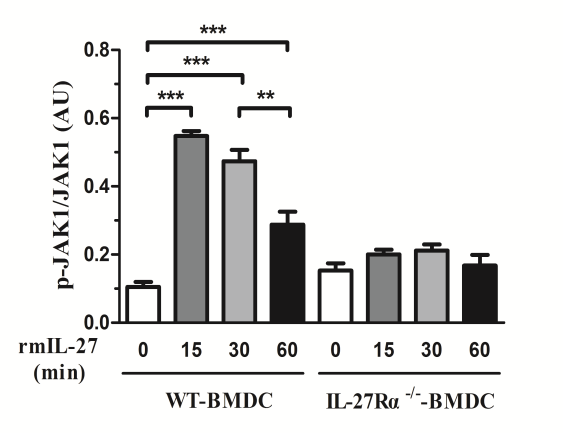 ***
***
*** **
0.8
0.6
0.4
0.2
0.0
p-JAK1/JAK1 (AU)
rmIL-27 0 15 30 60 0 15 30 60
(min)
WT-BMDC IL-27Rα -/- -BMDC